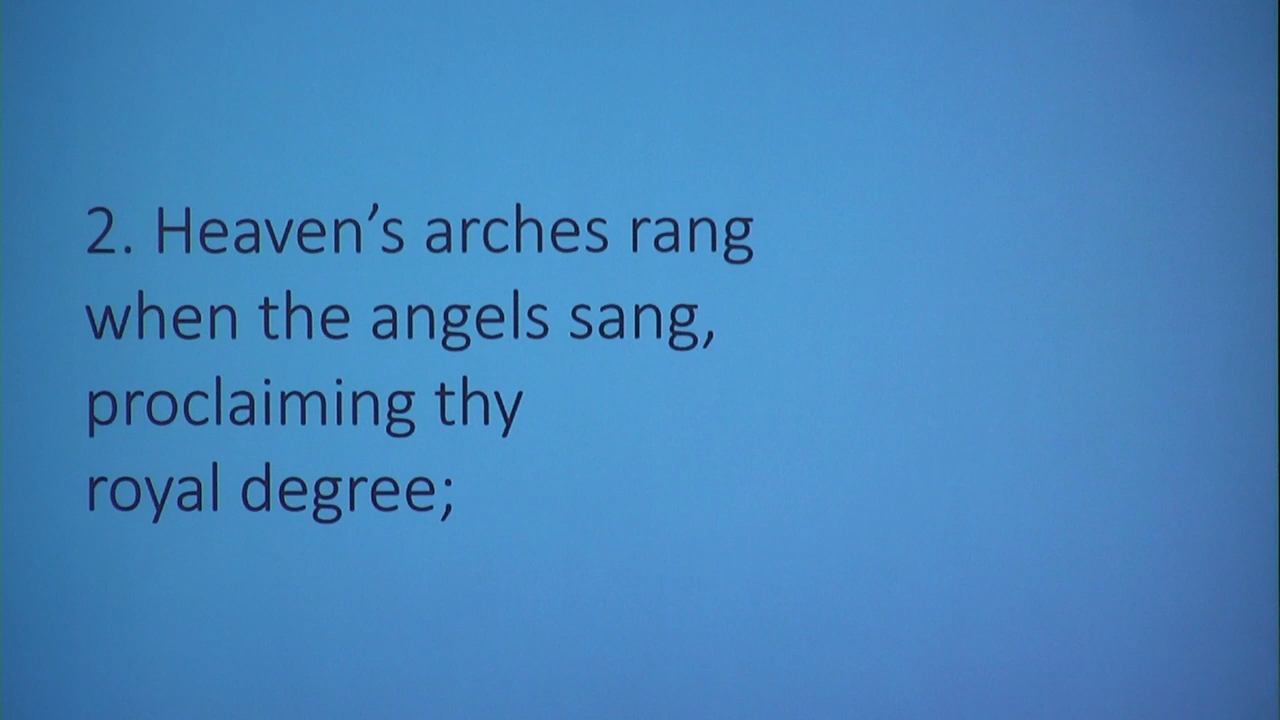 2. Heaven’s arches rang
when the angels sang,
proclaiming thy
royal degree;